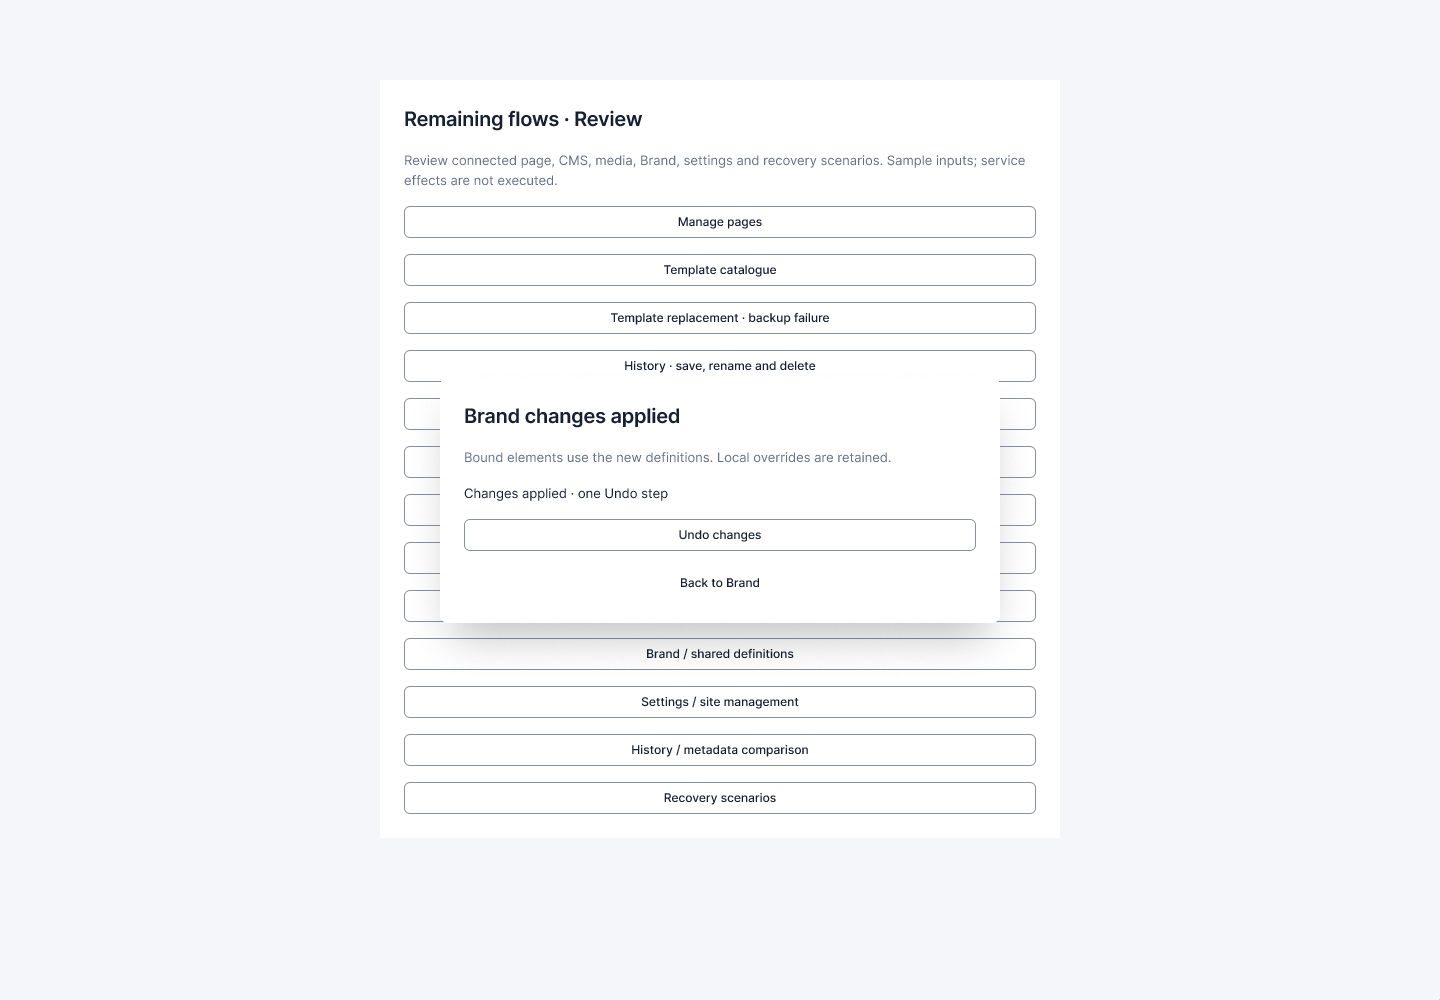 Remaining flows · Review
Review connected page, CMS, media, Brand, settings and recovery scenarios. Sample inputs; service
effects are not executed.
Manage pages
Template catalogue
Template replacement · backup failure
History · save, rename and delete
Brand changes applied
Bound elements use the new definitions. Local overrides are retained.
Changes applied · one Undo step
Undo changes
Back to Brand
Brand / shared definitions
Settings / site management
History / metadata comparison
Recovery scenarios